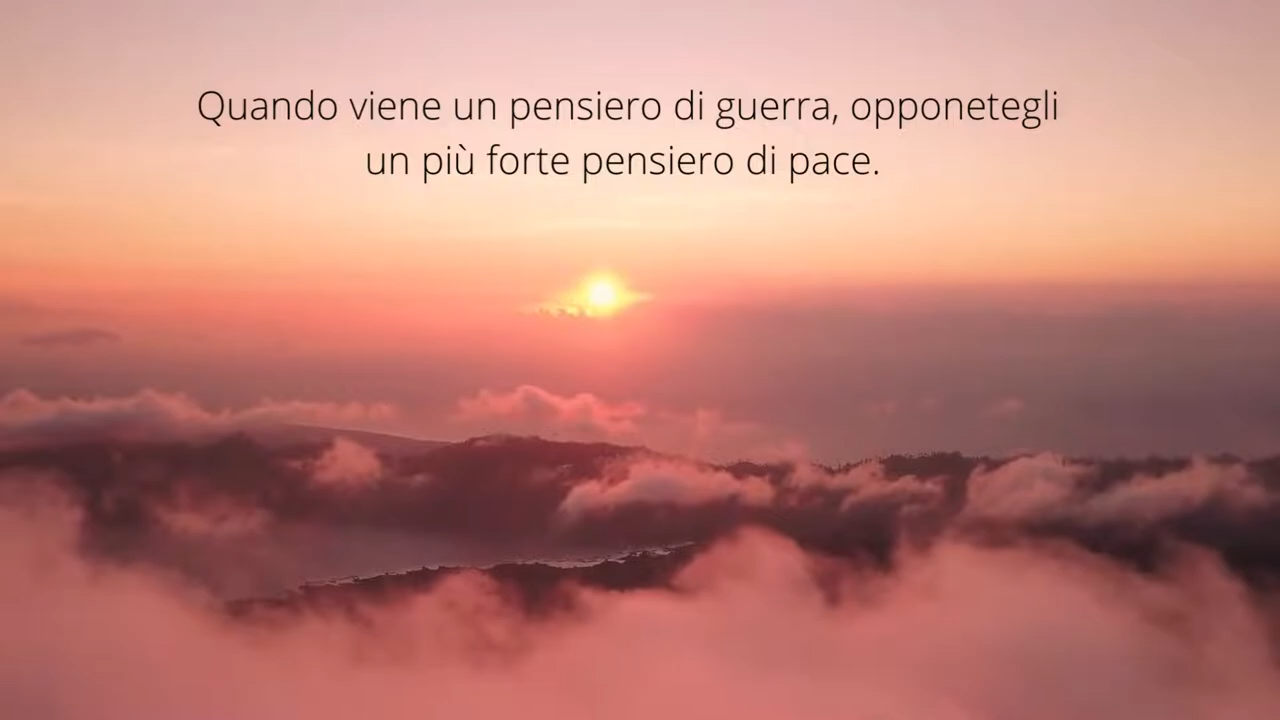 Quando viene un pensiero di guerra, opponetegli
un più forte pensiero di pace.